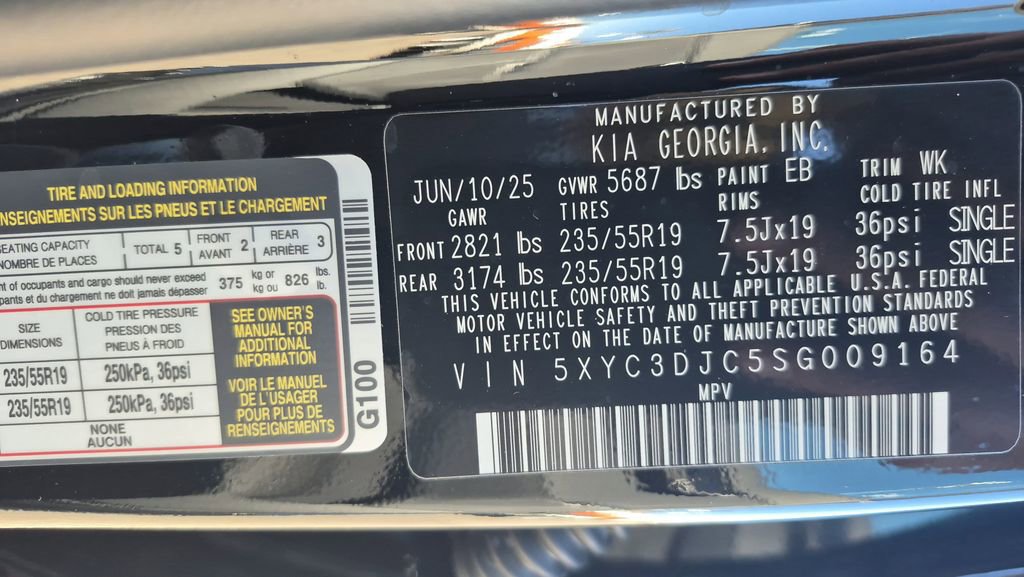 TIRE AND LOADING INFORMATION
NSEIGNEMENTS SUR LES PNEUS ET LE CHARGEMENT
SEATING CAPACITY
NOMBRE DE PLACES
TOTAL 5
FRONT
AVANT 2
REAR
ARRIÈRE 3
nt of occupants and cargo should never exceed
pants et du chargement ne doit jamais dépasser
375 kg or 826 lbs.
kg ou lb.
SIZE
DIMENSIONS
COLD TIRE PRESSURE
PRESSION DES
PNEUS À FROID
235/55R19 250kPa, 36psi
235/55R19 250kPa, 36psi
NONE
AUCUN
SEE OWNER'S
MANUAL FOR
ADDITIONAL
INFORMATION
VOIR LE MANUEL
DE L'USAGER
POUR PLUS DE
RENSEIGNEMENTS
G100
MANUFACTURED BY
KIA GEORGIA, INC.
JUN/10/25 GVWR 5687 lbs PAINT EB TRIM WK
GAWR TIRES RIMS COLD TIRE INFL
FRONT 2821 lbs 235/55R19 7.5Jx19 36psi SINGLE
REAR 3174 lbs 235/55R19 7.5Jx19 36psi SINGLE
THIS VEHICLE CONFORMS TO ALL APPLICABLE U.S.A. FEDERAL
MOTOR VEHICLE SAFETY AND THEFT PREVENTION STANDARDS
IN EFFECT ON THE DATE OF MANUFACTURE SHOWN ABOVE
VIN 5XYC3DJC5SG009164
MPV